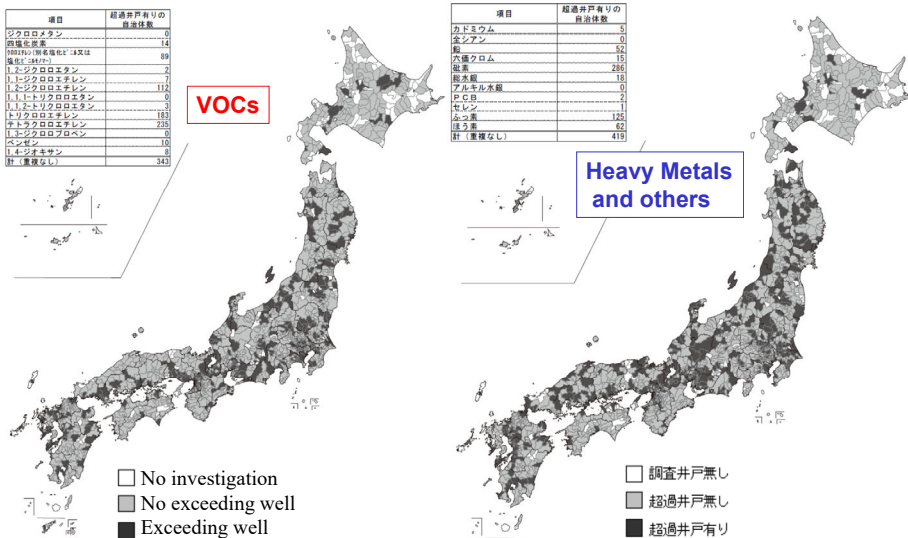 項目 超過井戸有りの
自治体数
ジクロロメタン 0
四塩化炭素 14
クロロエチレン(別名塩化ビニル又は
塩化ビニルモノマー) 89
1,2-ジクロロエタン 2
1,1-ジクロロエチレン 7
1,2-ジクロロエチレン 112
1,1,1-トリクロロエタン 0
1,1,2-トリクロロエタン 3
トリクロロエチレン 183
テトラクロロエチレン 235
1,3-ジクロロプロペン 0
ベンゼン 10
1,4-ジオキサン 8
計(重複なし) 343
VOCs
No investigation
No exceeding well
Exceeding well
項目 超過井戸有りの
自治体数
カドミウム 5
全シアン 0
鉛 52
六価クロム 15
砒素 286
総水銀 18
アルキル水銀 0
PCB 2
セレン 1
ふっ素 125
ほう素 62
計(重複なし) 419
Heavy Metals
and others
調査井戸無し
超過井戸無し
超過井戸有り